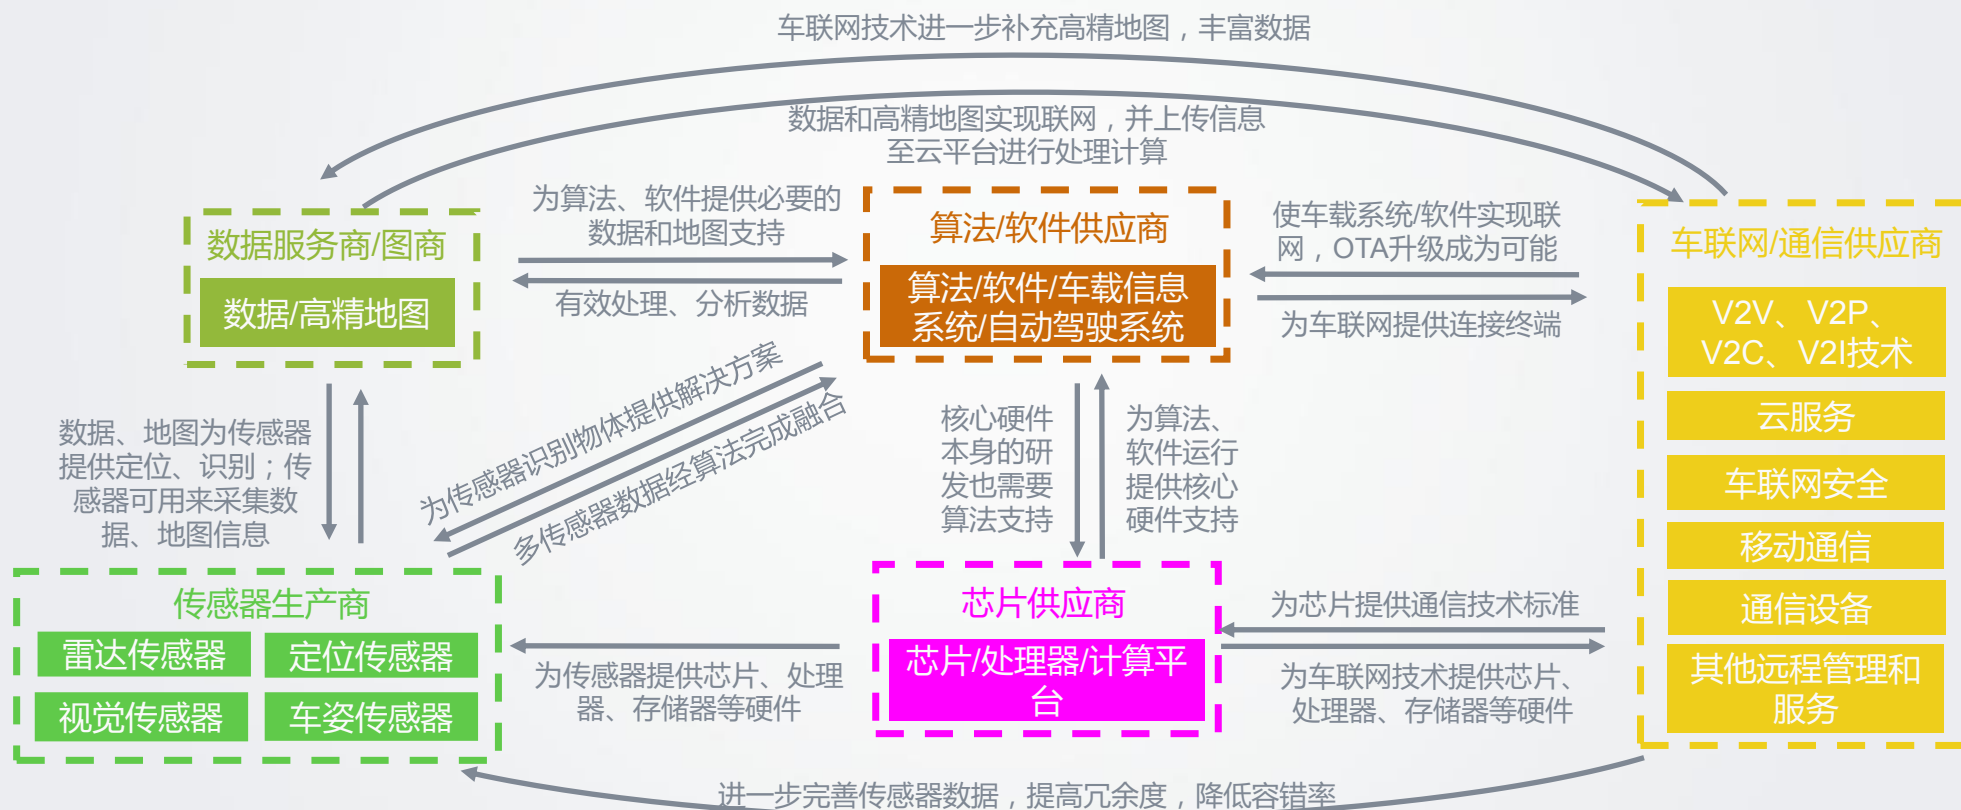 车联网技术进一步补充高精地图，丰富数据
数据和高精地图实现联网，并上传信息
至云平台进行处理计算
数据服务商/图商
数据/高精地图
为算法、软件提供必要的
数据和地图支持
有效处理、分析数据
算法/软件供应商
算法/软件/车载信息
系统/自动驾驶系统
使车载系统/软件实现联
网，OTA升级成为可能
为车联网提供连接终端
车联网/通信供应商
V2V、V2P、
V2C、V2I技术
云服务
车联网安全
移动通信
通信设备
其他远程管理和
服务
数据、地图为传感器
提供定位、识别；传
感器可用来采集数
据、地图信息
为传感器识别物体提供解决方案
多传感器数据经算法完成融合
核心硬件
本身的研
发也需要
算法支持
为算法、
软件运行
提供核心
硬件支持
传感器生产商
雷达传感器
定位传感器
视觉传感器
车姿传感器
为传感器提供芯片、处理
器、存储器等硬件
芯片供应商
芯片/处理器/计算平
台
为芯片提供通信技术标准
为车联网技术提供芯片、
处理器、存储器等硬件
进一步完善传感器数据，提高冗余度，降低容错率